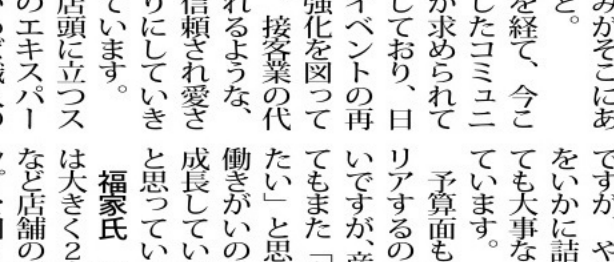 みがそこにあ
と。
を経て、今こ
したコミュニ
が求められて
しており、日
イベントの再
強化を図って
接客業の代
れるような、
信頼され愛さ
りにしていき
ています。
店頭に立つス
のエキスパー
ですが、や
をいかに詰
ても大事な
ています。
予算面も
リアするの
いですが、
てもまた「
たい」と思
働きがいの
成長してい
と思ってい
福家氏
は大きく2
など店舗の